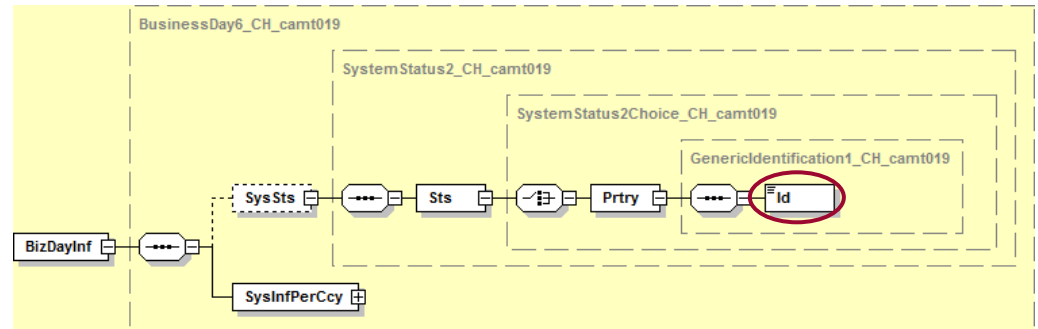 BusinessDay6_CH_camt019
SystemStatus2_CH_camt019
SystemStatus2Choice_CH_camt019
GenericIdentification1_CH_camt019
SysSts
Sts
Prtry
Id
BizDayInf
SysInfPerCcy